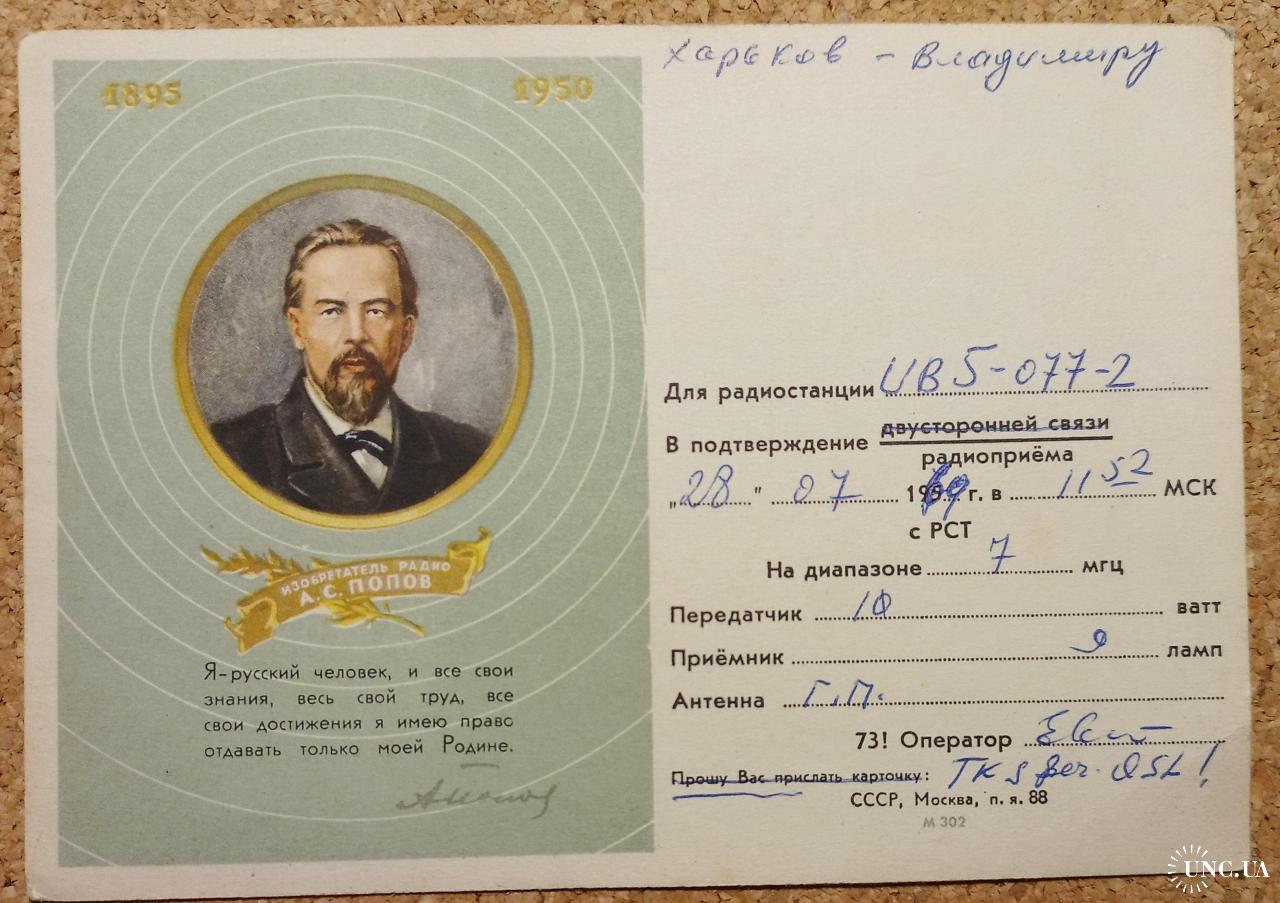 1895 1950
ИЗОБРЕТАТЕЛЬ РАДИО
А.С. ПОПОВ
Я-русский человек, и все свои
знания, весь свой труд, все
свои достижения я имею право
отдавать только моей Родине.
АПопов
Харьков - Владимиру
Для радиостанции UB5-077-2
В подтверждение двусторонней связи
радиоприёма
„28" 07 1969 г. в 11 52 МСК
с РСТ
На диапазоне 7 мгц
Передатчик 10 ватт
Приёмник 9 ламп
Антенна Г.П.
73! Оператор
Прошу Вас прислать карточку: TKS fer QSL!
СССР, Москва, п. я. 88
М 302
UNC.UA